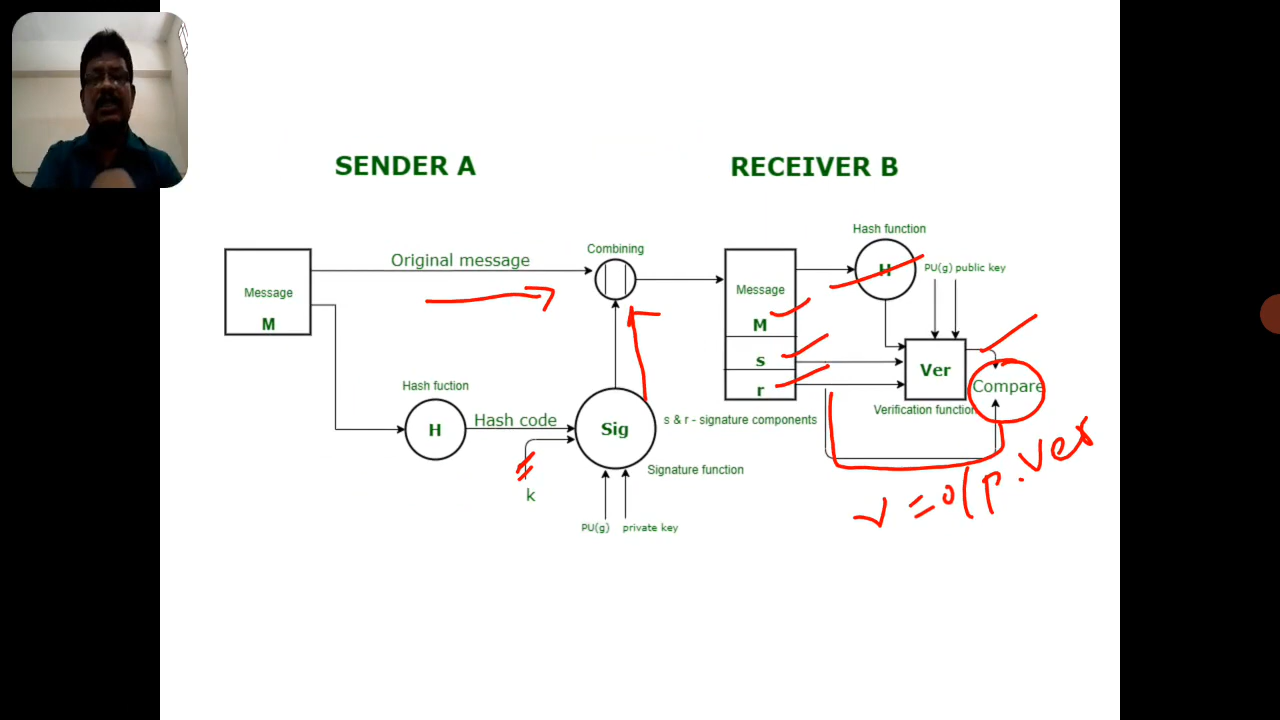 SENDER A
RECEIVER B
Message
M
Original message
Combining
Hash fuction
H
Hash code
k
Sig
Signature function
PU(g)
private key
s & r - signature components
Message
M
s
r
Hash function
H
PU(g) public key
Ver
Verification function
Compare
v = o/p. ver